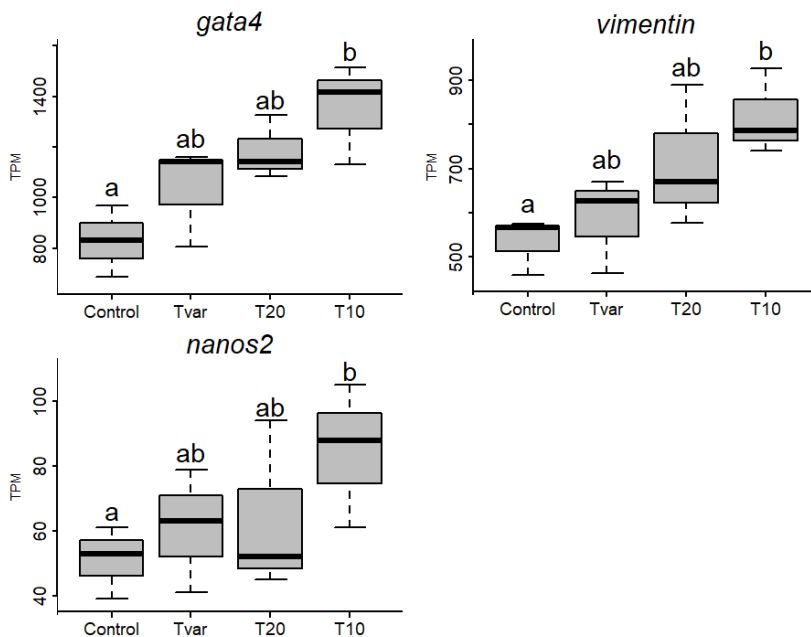 gata4
TPM
800
1000
1400
a
ab
ab
b
Control
Tvar
T20
T10
vimentin
TPM
500
700
900
a
ab
ab
b
Control
Tvar
T20
T10
nanos2
TPM
40
60
80
100
a
ab
ab
b
Control
Tvar
T20
T10